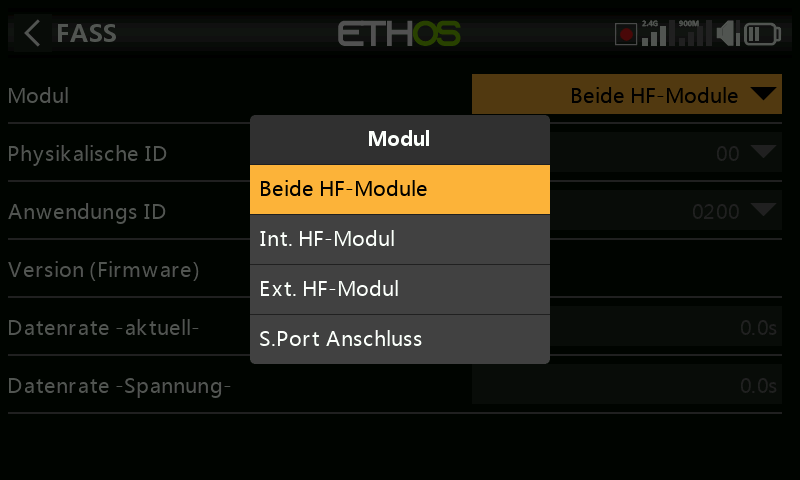 FASS
ETHOS
2.4G
900M
Modul
Beide HF-Module
Physikalische ID
00
Anwendungs ID
0200
Version (Firmware)
Datenrate -aktuell-
0.0s
Datenrate -Spannung-
0.0s
Modul
Beide HF-Module
Int. HF-Modul
Ext. HF-Modul
S.Port Anschluss